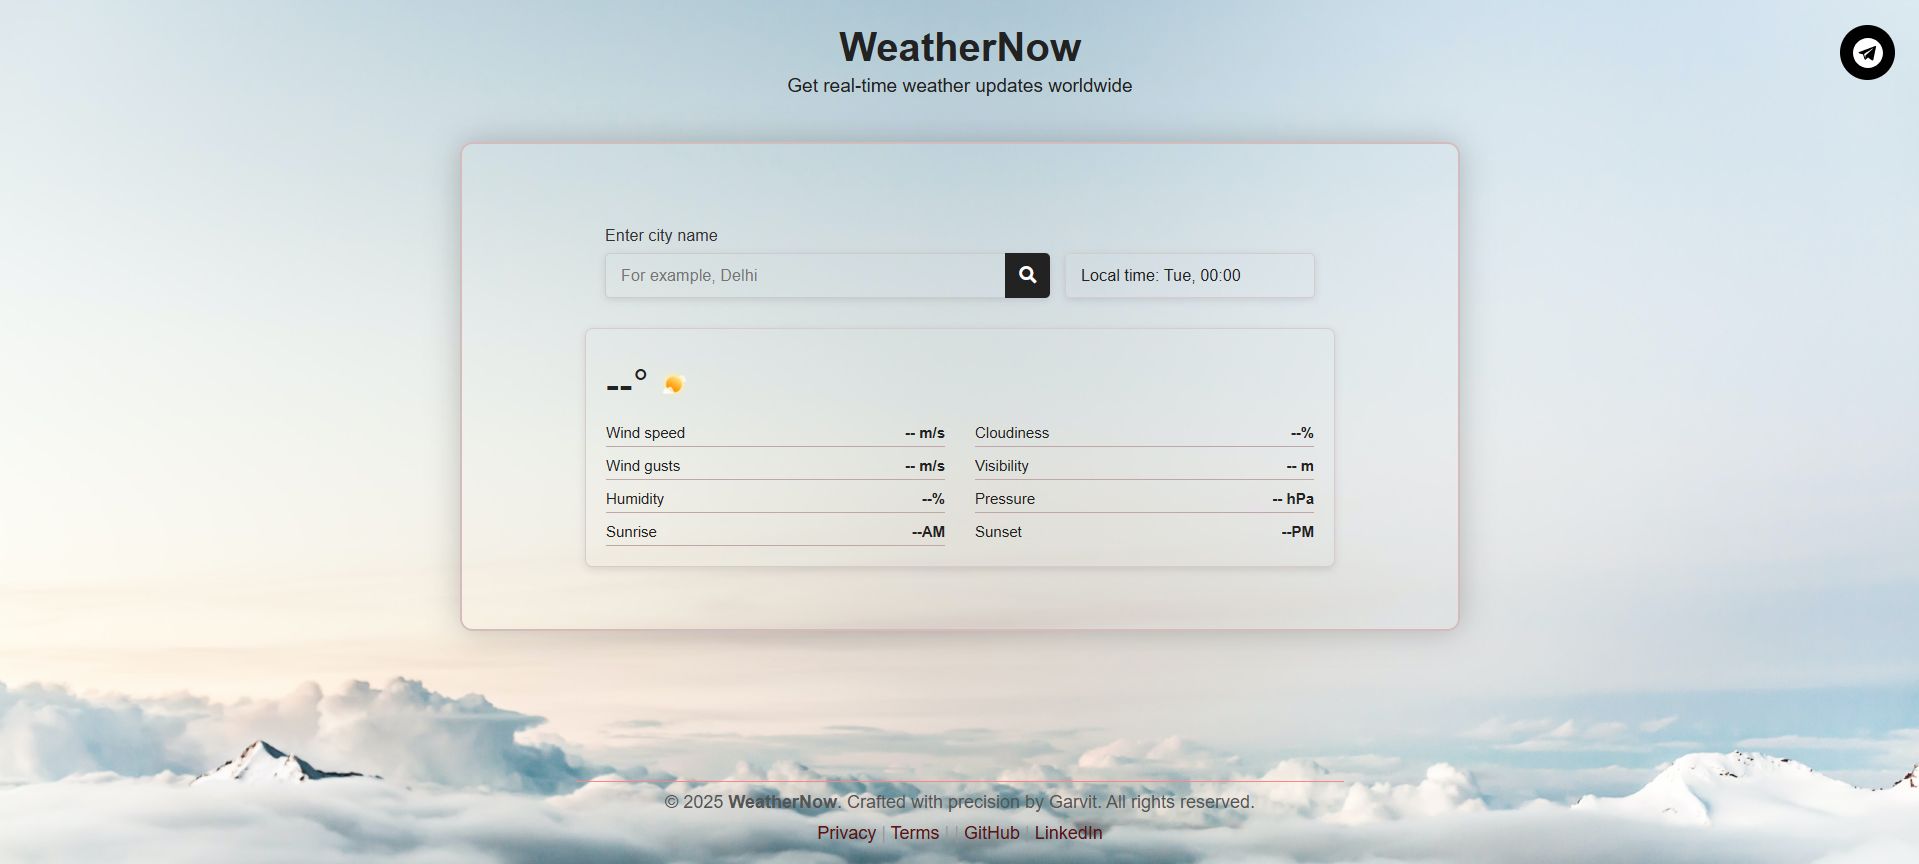 WeatherNow
Get real-time weather updates worldwide
Enter city name
For example, Delhi
Local time: Tue, 00:00
--°
Wind speed -- m/s
Cloudiness --%
Wind gusts -- m/s
Visibility -- m
Humidity --%
Pressure -- hPa
Sunrise --AM
Sunset --PM
© 2025 WeatherNow. Crafted with precision by Garvit. All rights reserved.
Privacy | Terms | | GitHub | LinkedIn